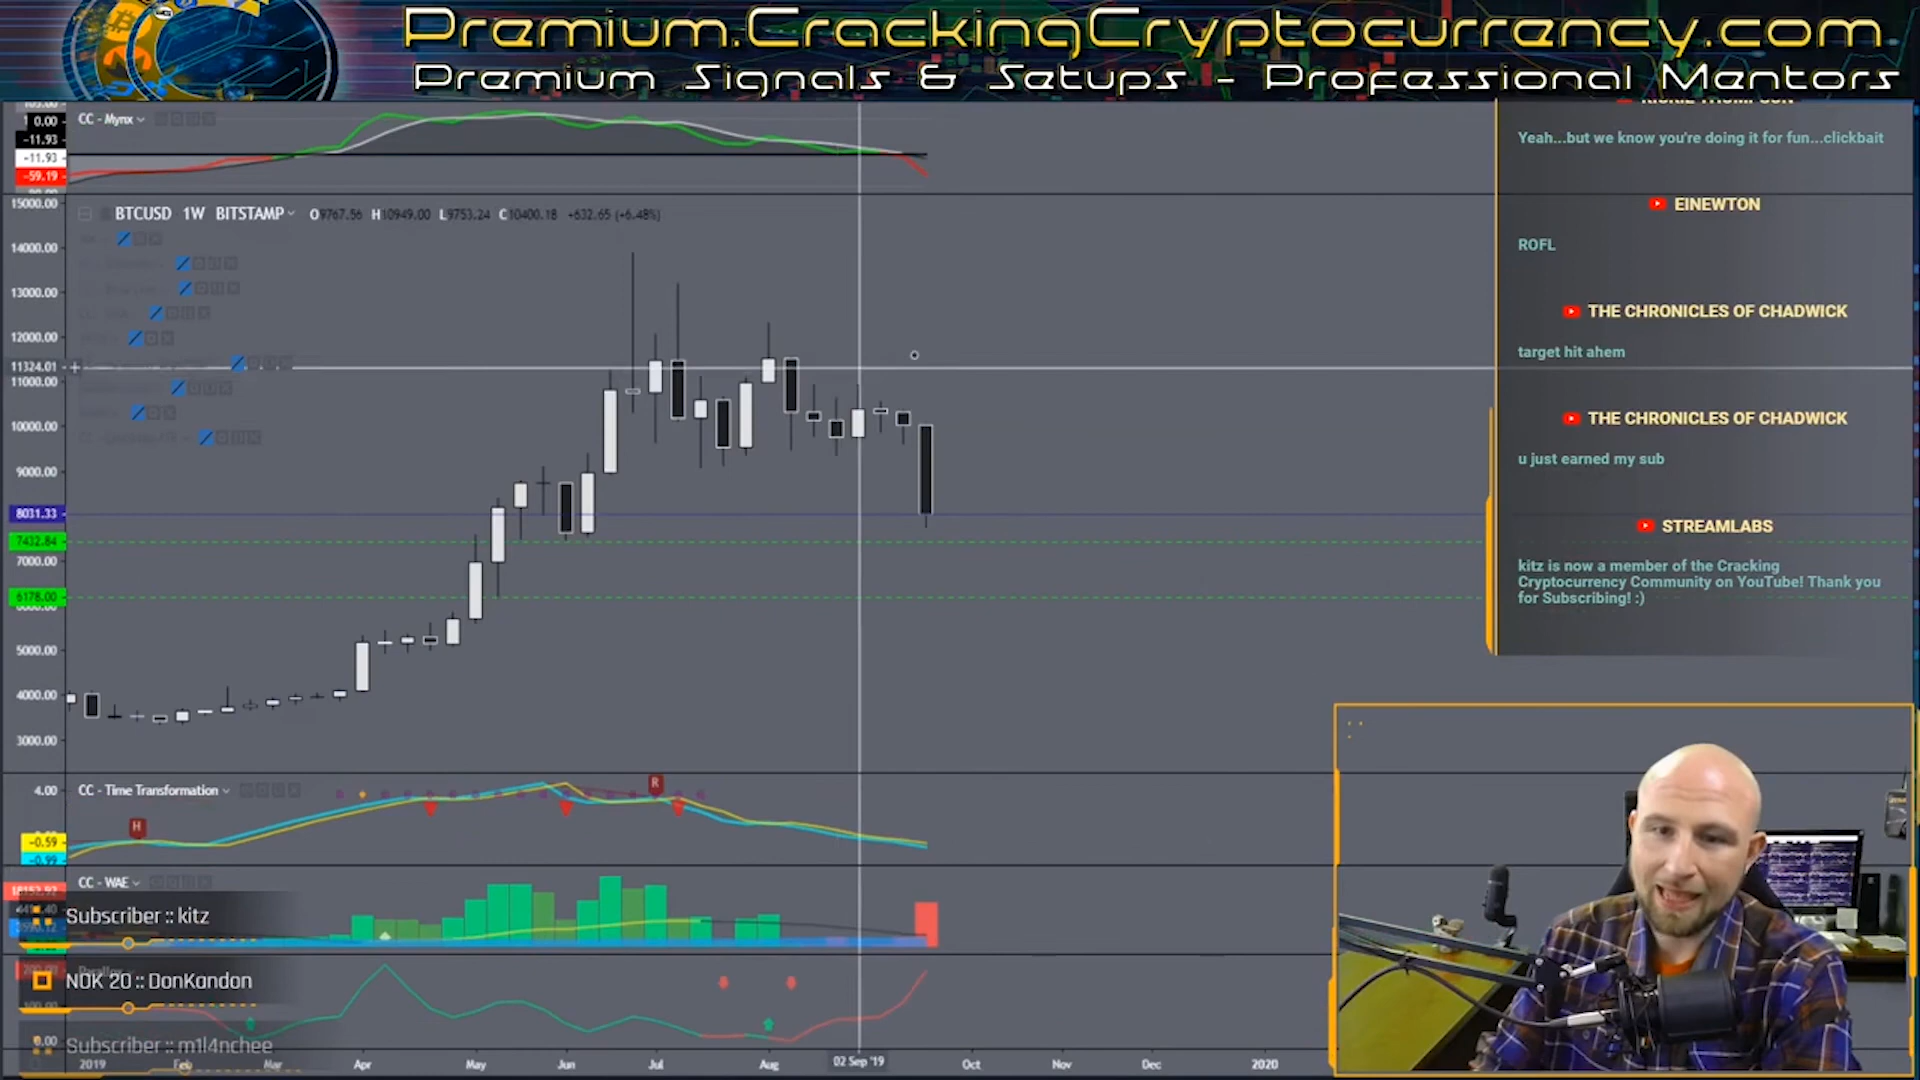 Premium.CrackingCryptocurrency.com
Premium Signals & Setups - Professional Mentors
CC - Mynx
0.00
-11.93
-11.93
-59.19
BTCUSD 1W BITSTAMP O9767.56 H10949.00 L9753.24 C10400.18 +632.65 (+6.48%)
15000.00
14000.00
13000.00
12000.00
11324.01
11000.00
10000.00
9000.00
8031.33
7432.84
7000.00
6178.00
5000.00
4000.00
3000.00
Yeah...but we know you're doing it for fun...clickbait
EINEWTON
ROFL
THE CHRONICLES OF CHADWICK
target hit ahem
THE CHRONICLES OF CHADWICK
u just earned my sub
STREAMLABS
kitz is now a member of the Cracking
Cryptocurrency Community on YouTube! Thank you
for Subscribing! :)
4.00
CC - Time Transformation
R
H
-0.59
-0.99
CC - WAE
Subscriber :: kitz
NOK 20 :: DonKandon
Subscriber :: m1l4nchee
2019
Feb
Mar
Apr
May
Jun
Jul
Aug
02 Sep '19
Oct
Nov
Dec
2020